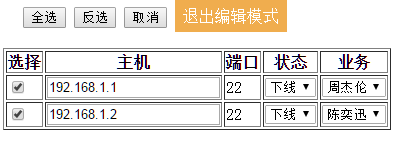 全选 反选 取消 退出编辑模式
选择 主机 端口 状态 业务
192.168.1.1 22 下线 周杰伦
192.168.1.2 22 下线 陈奕迅